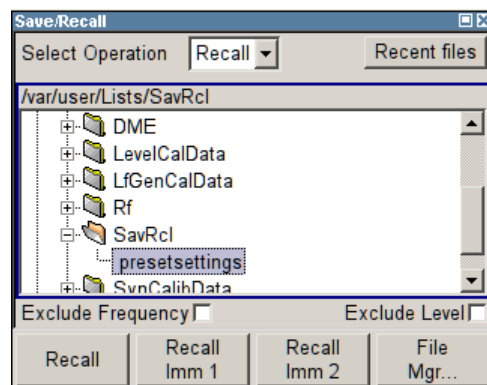 Save/Recall
Select Operation Recall Recent files
/var/user/Lists/SavRcl
DME
LevelCalData
LfGenCalData
Rf
SavRcl
presetsettings
SynCalibData
Exclude Frequency Exclude Level
Recall Recall Imm 1 Recall Imm 2 File Mgr...